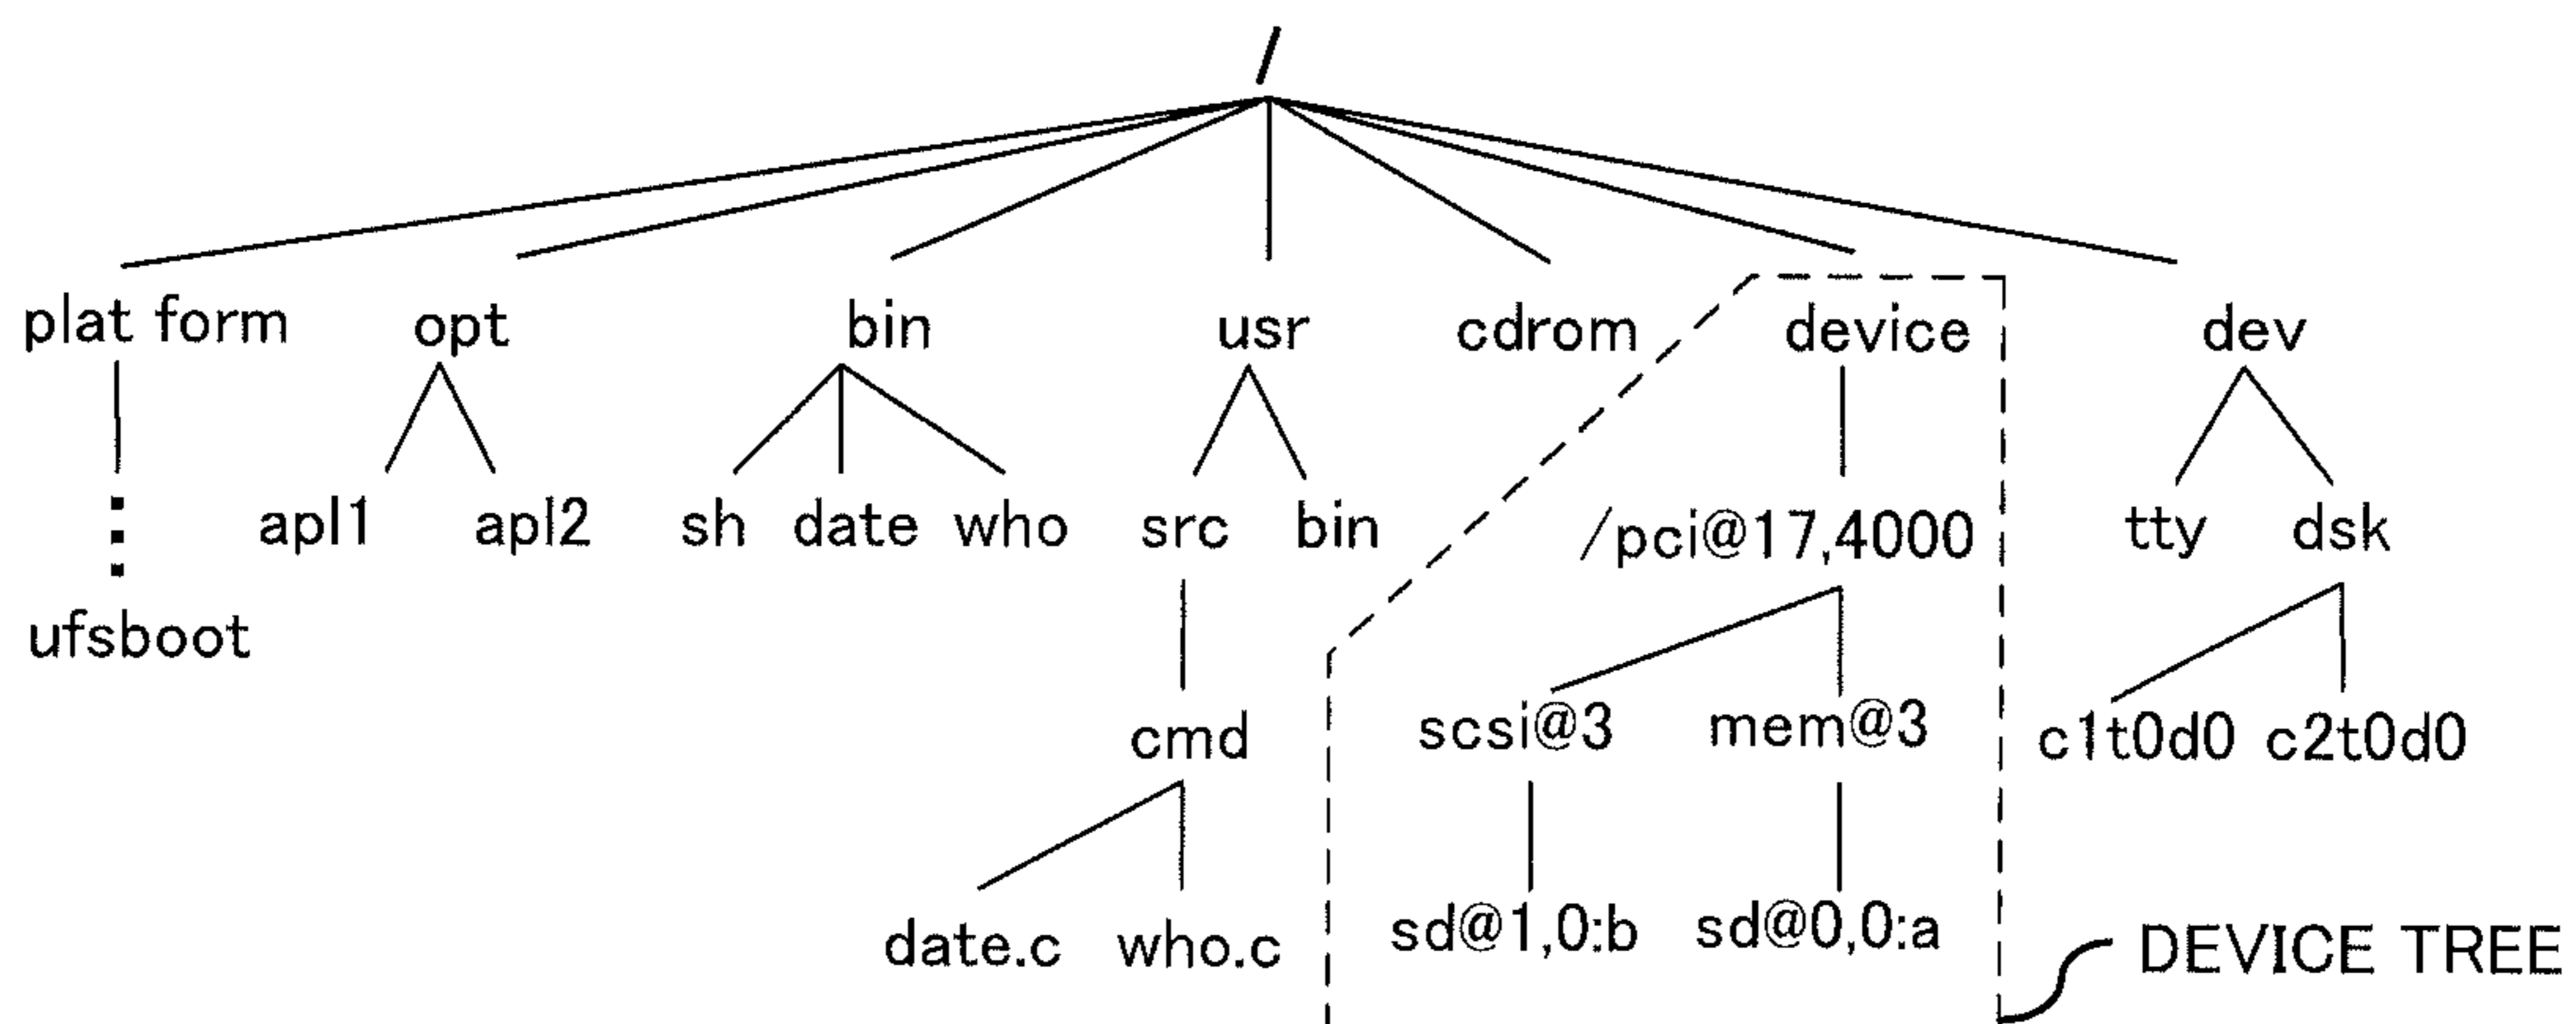 /
plat form opt bin usr cdrom device dev
apl1 apl2 sh date who src bin /pci@17,4000 tty dsk
ufsboot
cmd scsi@3 mem@3 c1t0d0 c2t0d0
date.c who.c sd@1,0:b sd@0,0:a DEVICE TREE